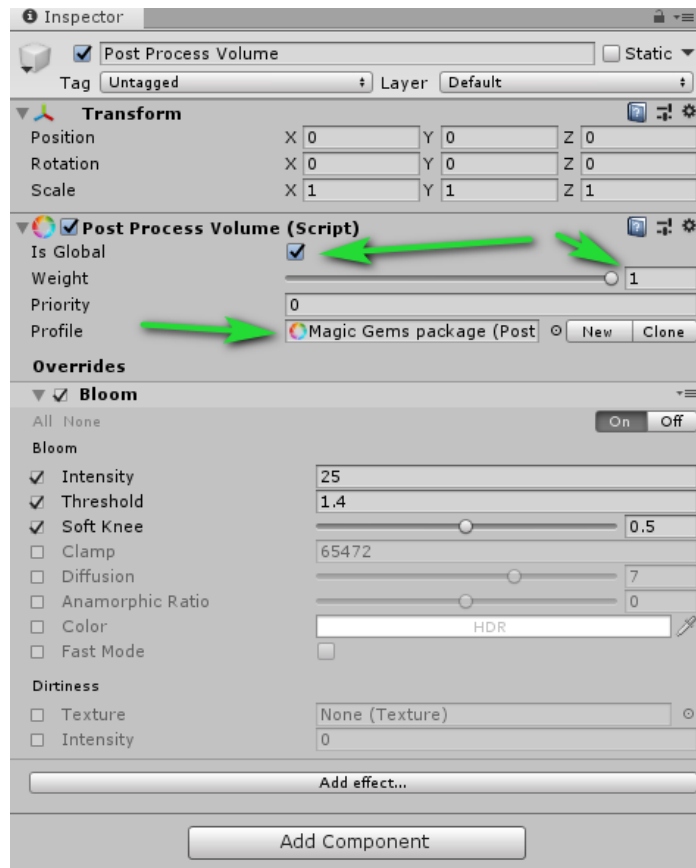 Inspector
Post Process Volume Static
Tag Untagged Layer Default
Transform
Position X 0 Y 0 Z 0
Rotation X 0 Y 0 Z 0
Scale X 1 Y 1 Z 1
Post Process Volume (Script)
Is Global
Weight 1
Priority 0
Profile Magic Gems package (Post New Clone
Overrides
Bloom
All None On Off
Bloom
Intensity 25
Threshold 1.4
Soft Knee 0.5
Clamp 65472
Diffusion 7
Anamorphic Ratio 0
Color HDR
Fast Mode
Dirtiness
Texture None (Texture)
Intensity 0
Add effect...
Add Component